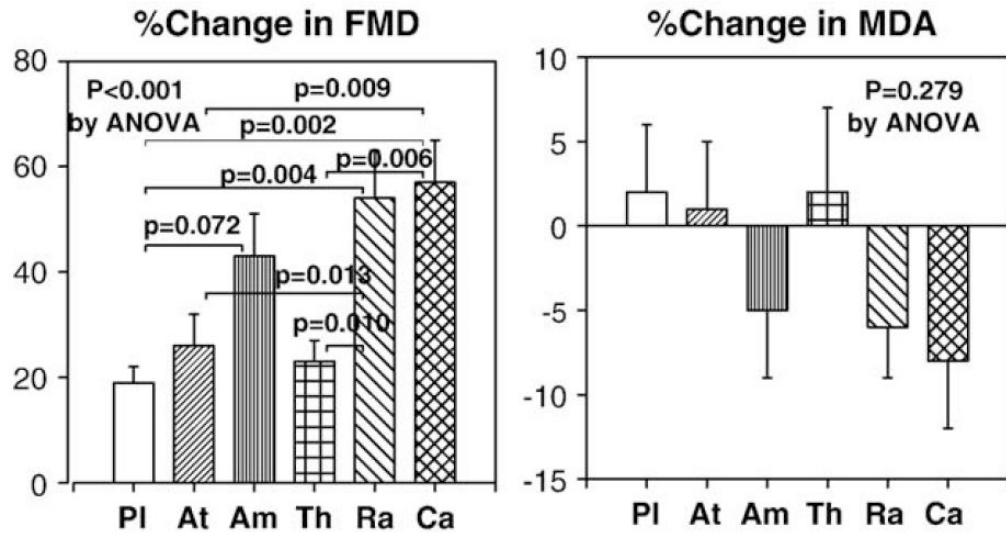 %Change in FMD
80
60
40
20
0
P<0.001
by ANOVA
p=0.009
p=0.002
p=0.006
p=0.004
p=0.072
p=0.013
p=0.010
Pl At Am Th Ra Ca
%Change in MDA
10
5
0
-5
-10
-15
P=0.279
by ANOVA
Pl At Am Th Ra Ca